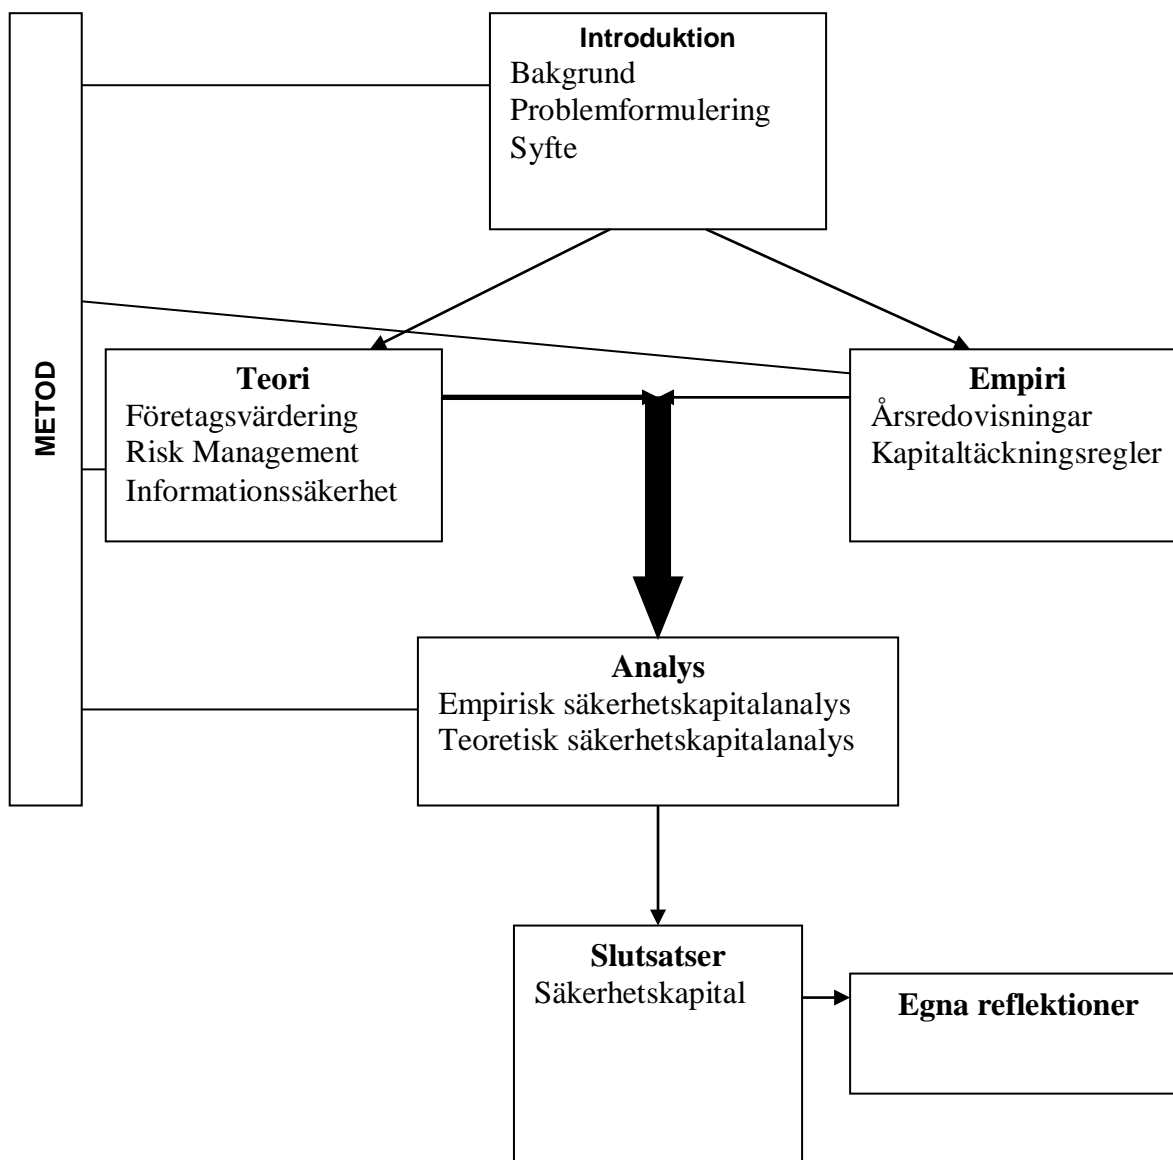 Introduktion
Bakgrund
Problemformulering
Syfte
METOD
Teori
Företagsvärdering
Risk Management
Informationssäkerhet
Empiri
Årsredovisningar
Kapitaltäckningsregler
Analys
Empirisk säkerhetskapitalanalys
Teoretisk säkerhetskapitalanalys
Slutsatser
Säkerhetskapital
Egna reflektioner